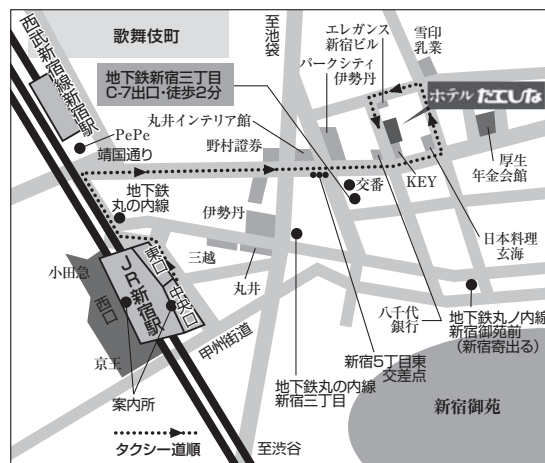 西武新宿線新宿駅
歌舞伎町
至池袋
エレガンス
新宿ビル
パークシティ
伊勢丹
雪印
乳業
地下鉄新宿三丁目
C-7出口・徒歩2分
ホテル たてしな
丸井インテリア館
野村證券
PePe
靖国通り
厚生
年金会館
交番
KEY
地下鉄
丸の内線
伊勢丹
日本料理
玄海
三越
小田急
東口
JR新宿駅
中央口
西口
丸井
八千代
銀行
地下鉄丸ノ内線
新宿御苑前
(新宿寄出る)
甲州街道
新宿5丁目東
交差点
京王
地下鉄丸の内線
新宿三丁目
案内所
新宿御苑
タクシー道順
至渋谷